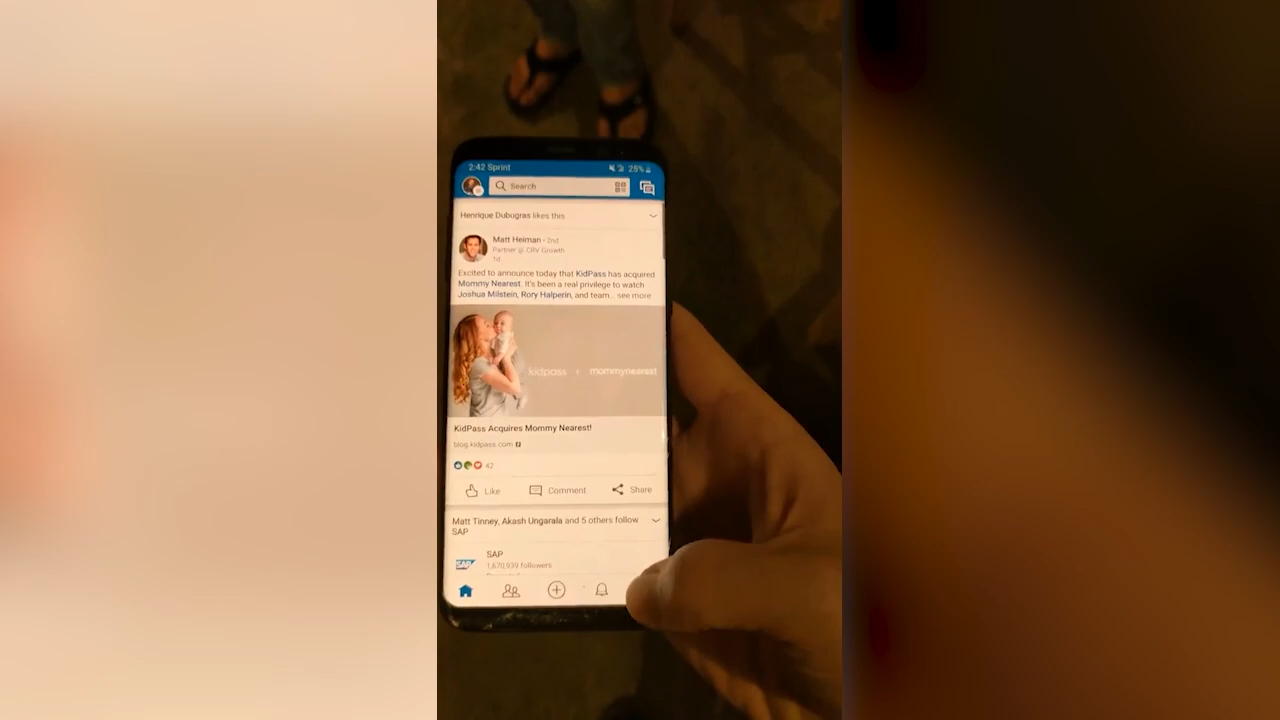 2:42 Sprint 25%
Search
Henrique Dubugras likes this
Matt Heiman · 2nd
Partner @ CRV Growth
1d
Excited to announce today that KidPass has acquired
Mommy Nearest. It's been a real privilege to watch
Joshua Milstein, Rory Halperin, and team... see more
kidpass + mommynearest
KidPass Acquires Mommy Nearest!
blog.kidpass.com
42
Like Comment Share
Matt Tinney, Akash Ungarala and 5 others follow
SAP
SAP
SAP
1,670,939 followers